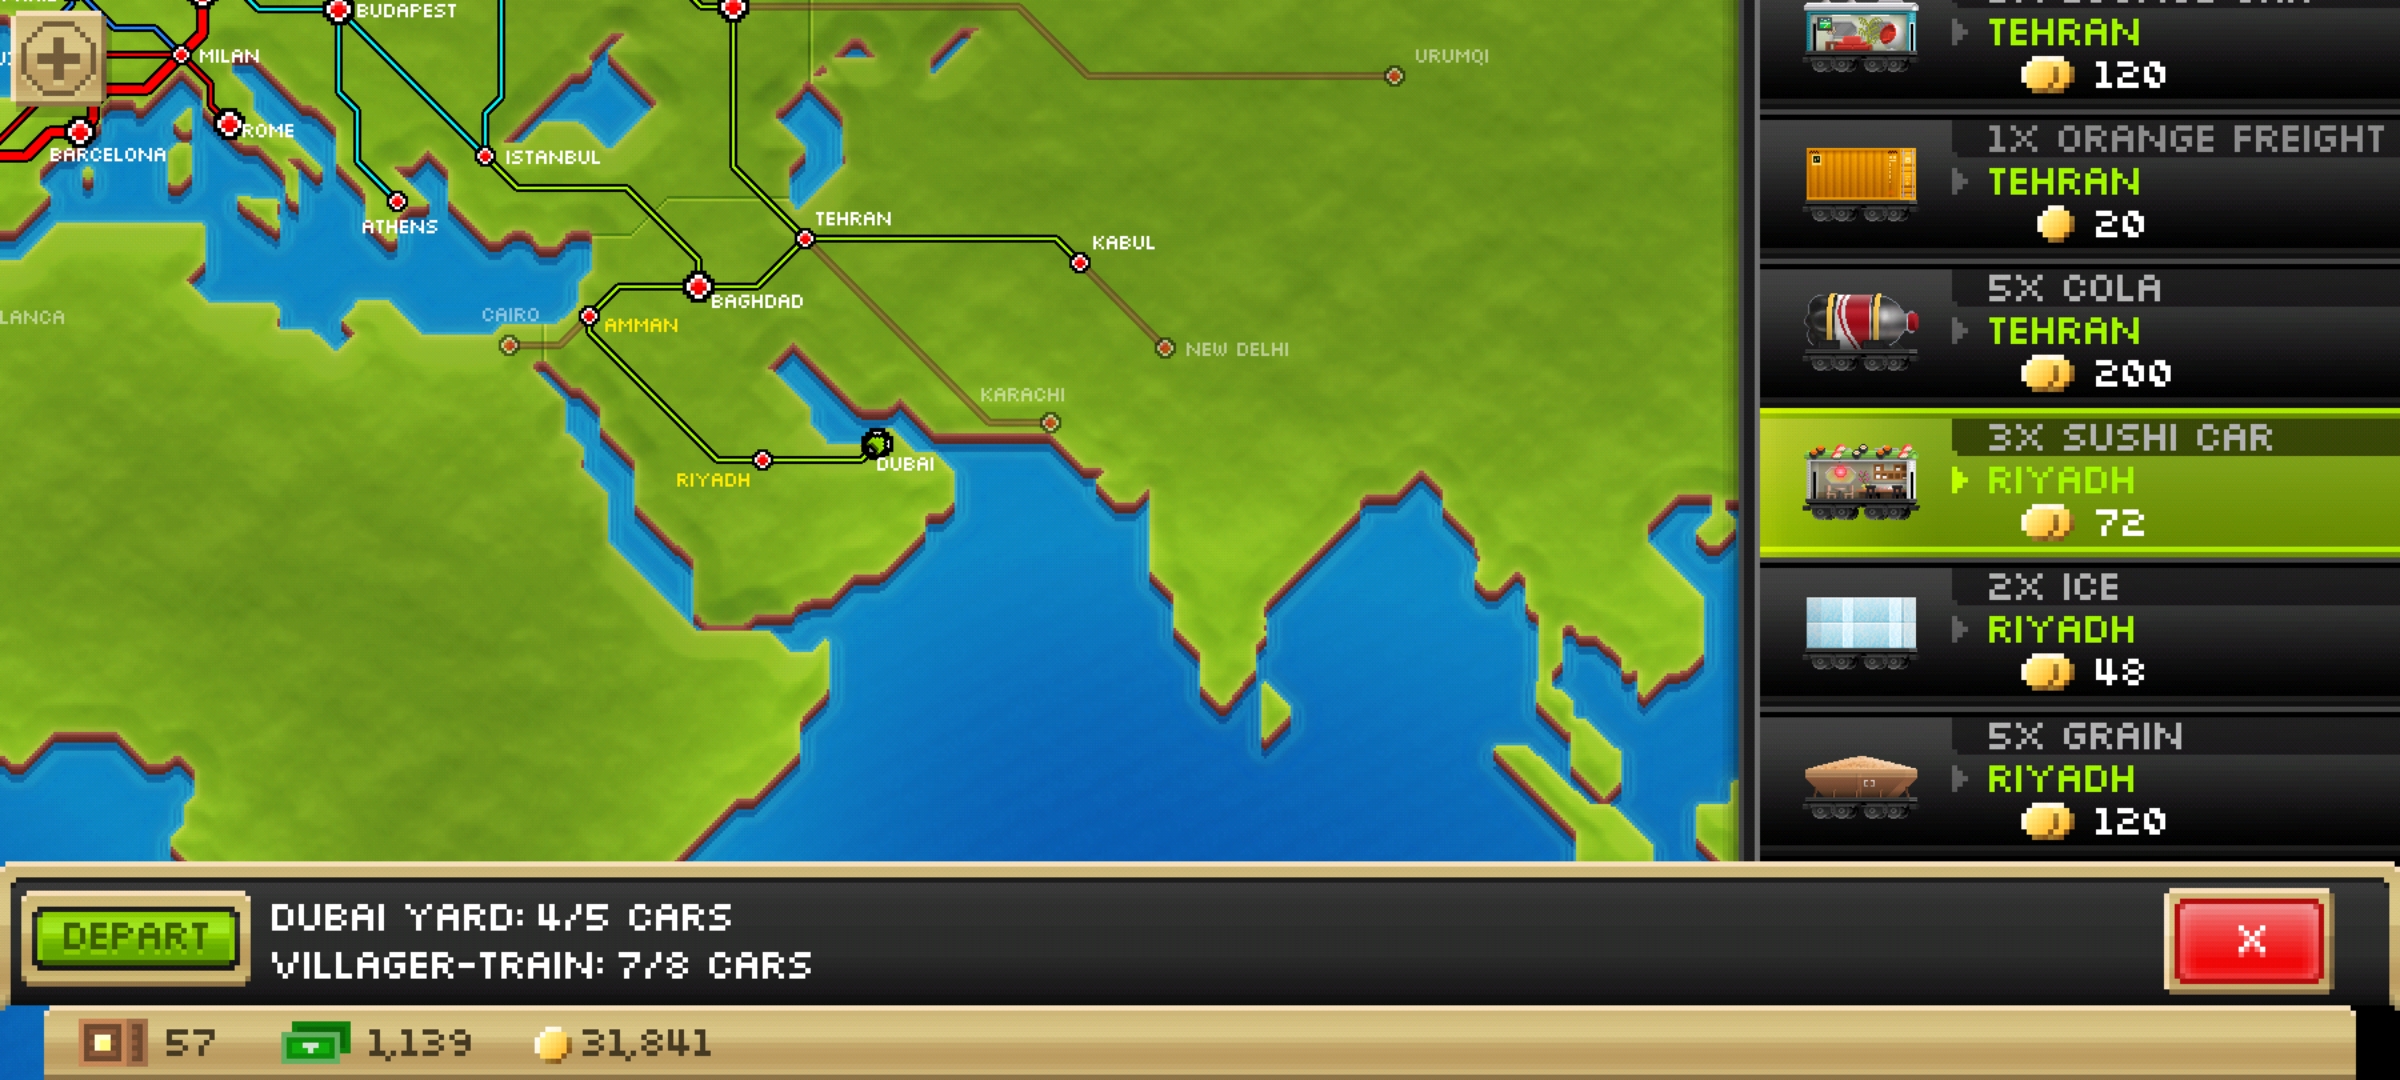 BUDAPEST
MILAN
ROME
BARCELONA
ISTANBUL
ATHENS
URUMQI
TEHRAN
KABUL
BAGHDAD
CAIRO
AMMAN
LANCA
NEW DELHI
KARACHI
DUBAI
RIYADH
TEHRAN
120
1X ORANGE FREIGHT
TEHRAN
20
5X COLA
TEHRAN
200
3X SUSHI CAR
RIYADH
72
2X ICE
RIYADH
48
5X GRAIN
RIYADH
120
DEPART
DUBAI YARD: 4/5 CARS
VILLAGER-TRAIN: 7/8 CARS
X
57
1,139
31,841